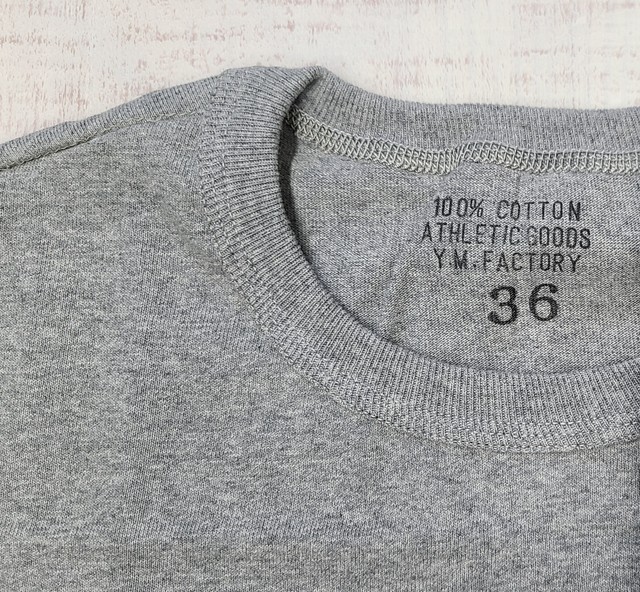 100% COTTON
ATHLETIC GOODS
Y M. FACTORY
36